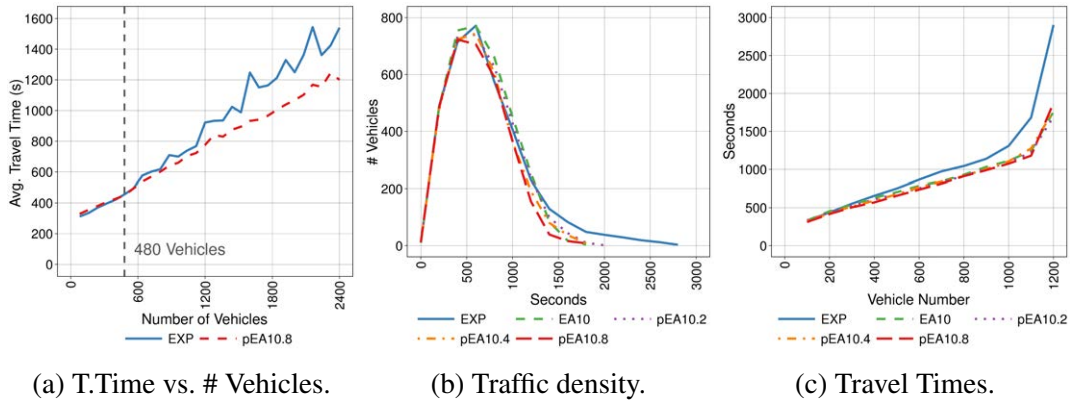 Avg. Travel Time (s)
1600
1400
1200
1000
800
600
400
200
0
480 Vehicles
0
600
1200
1800
2400
Number of Vehicles
EXP
pEA10.8
(a) T.Time vs. # Vehicles.
# Vehicles
800
600
400
200
0
0
500
1000
1500
2000
2500
3000
Seconds
EXP
EA10
pEA10.2
pEA10.4
pEA10.8
(b) Traffic density.
Seconds
3000
2500
2000
1500
1000
500
0
0
200
400
600
800
1000
1200
Vehicle Number
EXP
EA10
pEA10.2
pEA10.4
pEA10.8
(c) Travel Times.